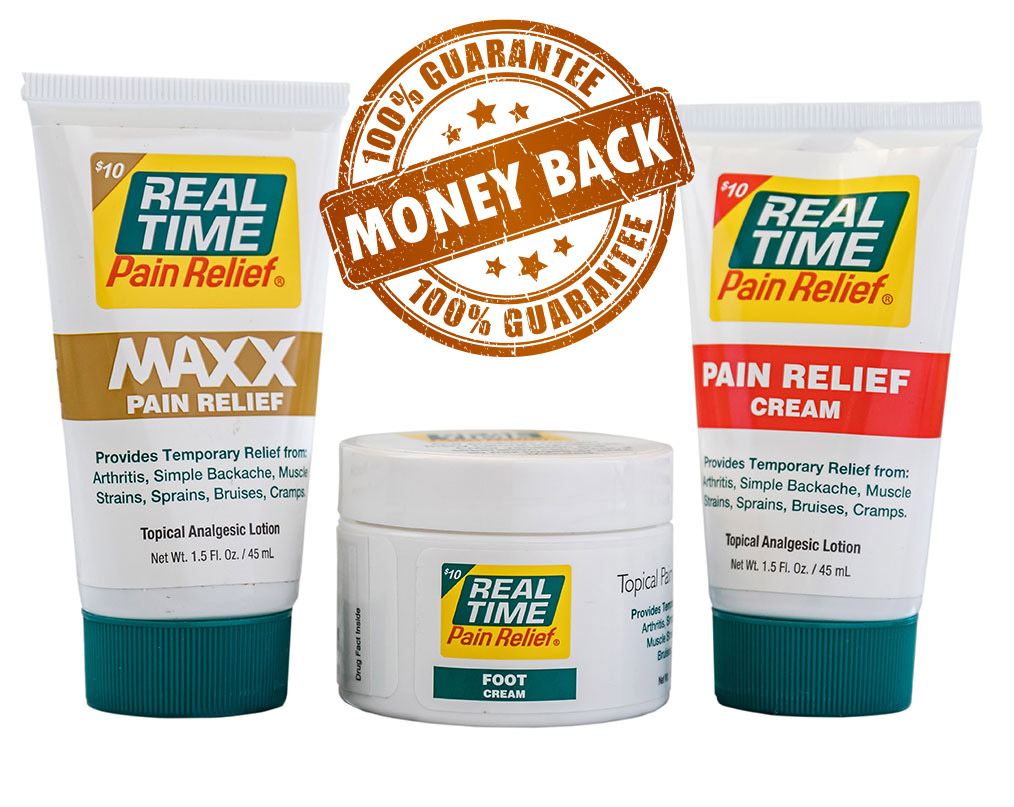 100% GUARANTEE
MONEY BACK
100% GUARANTEE
$10
REAL
TIME
Pain Relief®
MAXX
PAIN RELIEF
Provides Temporary Relief from:
Arthritis, Simple Backache, Muscle
Strains, Sprains, Bruises, Cramps.
Topical Analgesic Lotion
Net Wt. 1.5 Fl. Oz. / 45 mL
$10
REAL
TIME
Pain Relief®
FOOT
CREAM
Drug Fact Inside
Topical
Provides
Arthritis,
Muscle
$10
REAL
TIME
Pain Relief®
PAIN RELIEF
CREAM
Provides Temporary Relief from:
Arthritis, Simple Backache, Muscle
Strains, Sprains, Bruises, Cramps.
Topical Analgesic Lotion
Net Wt. 1.5 Fl. Oz. / 45 mL